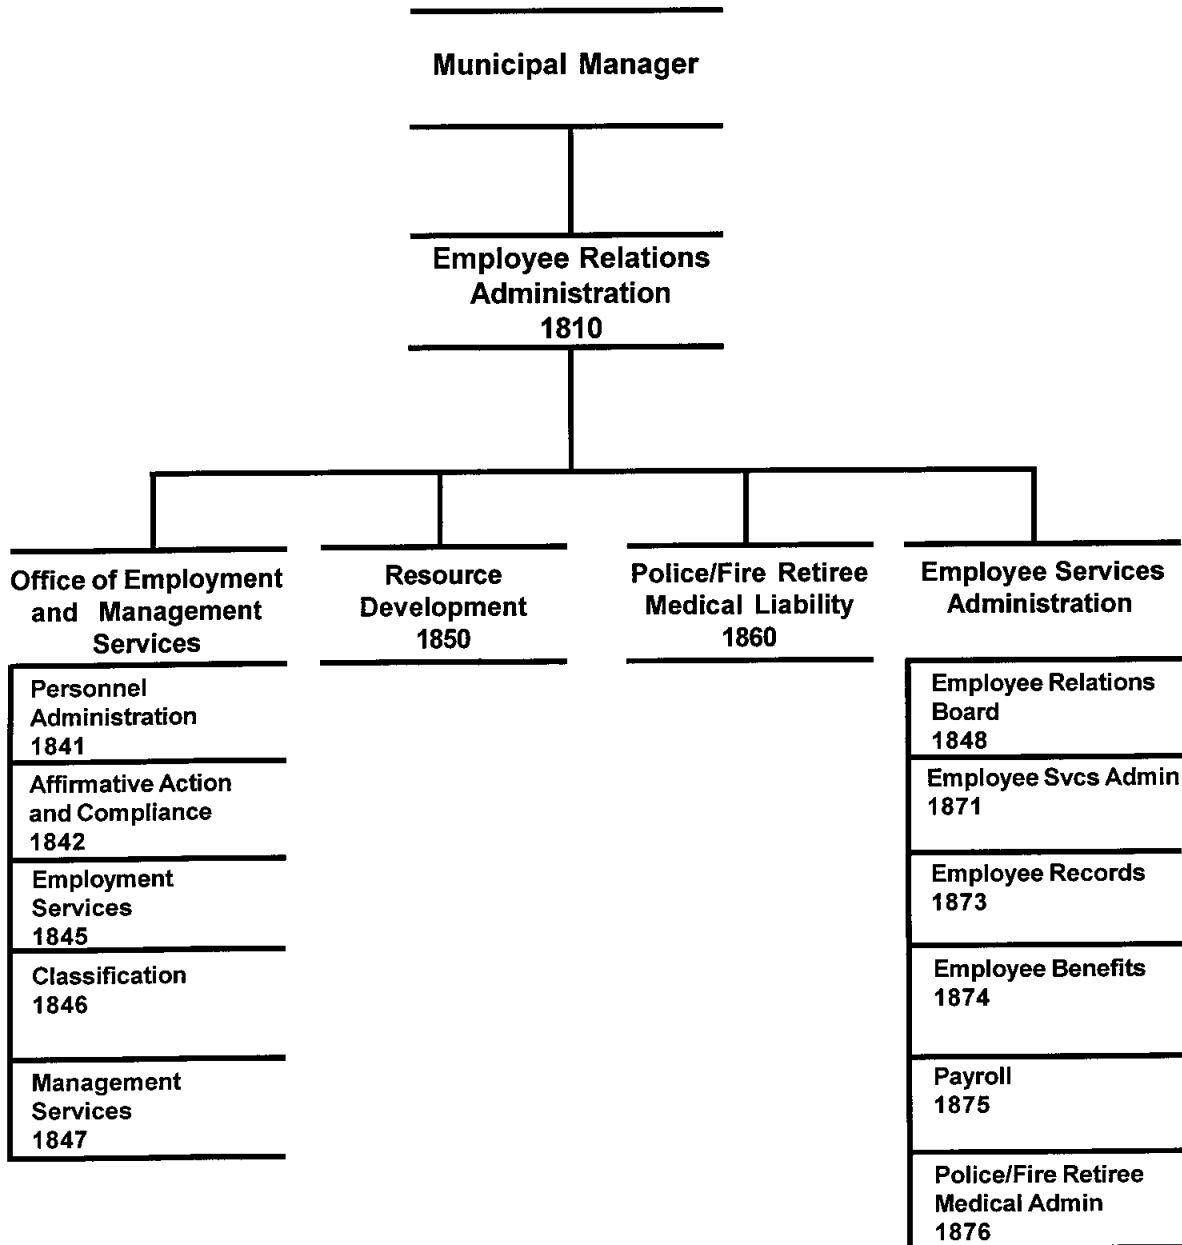 Municipal Manager
Employee Relations
Administration
1810
Office of Employment
and Management
Services
Personnel
Administration
1841
Affirmative Action
and Compliance
1842
Employment
Services
1845
Classification
1846
Management
Services
1847
Resource
Development
1850
Police/Fire Retiree
Medical Liability
1860
Employee Services
Administration
Employee Relations
Board
1848
Employee Svcs Admin
1871
Employee Records
1873
Employee Benefits
1874
Payroll
1875
Police/Fire Retiree
Medical Admin
1876